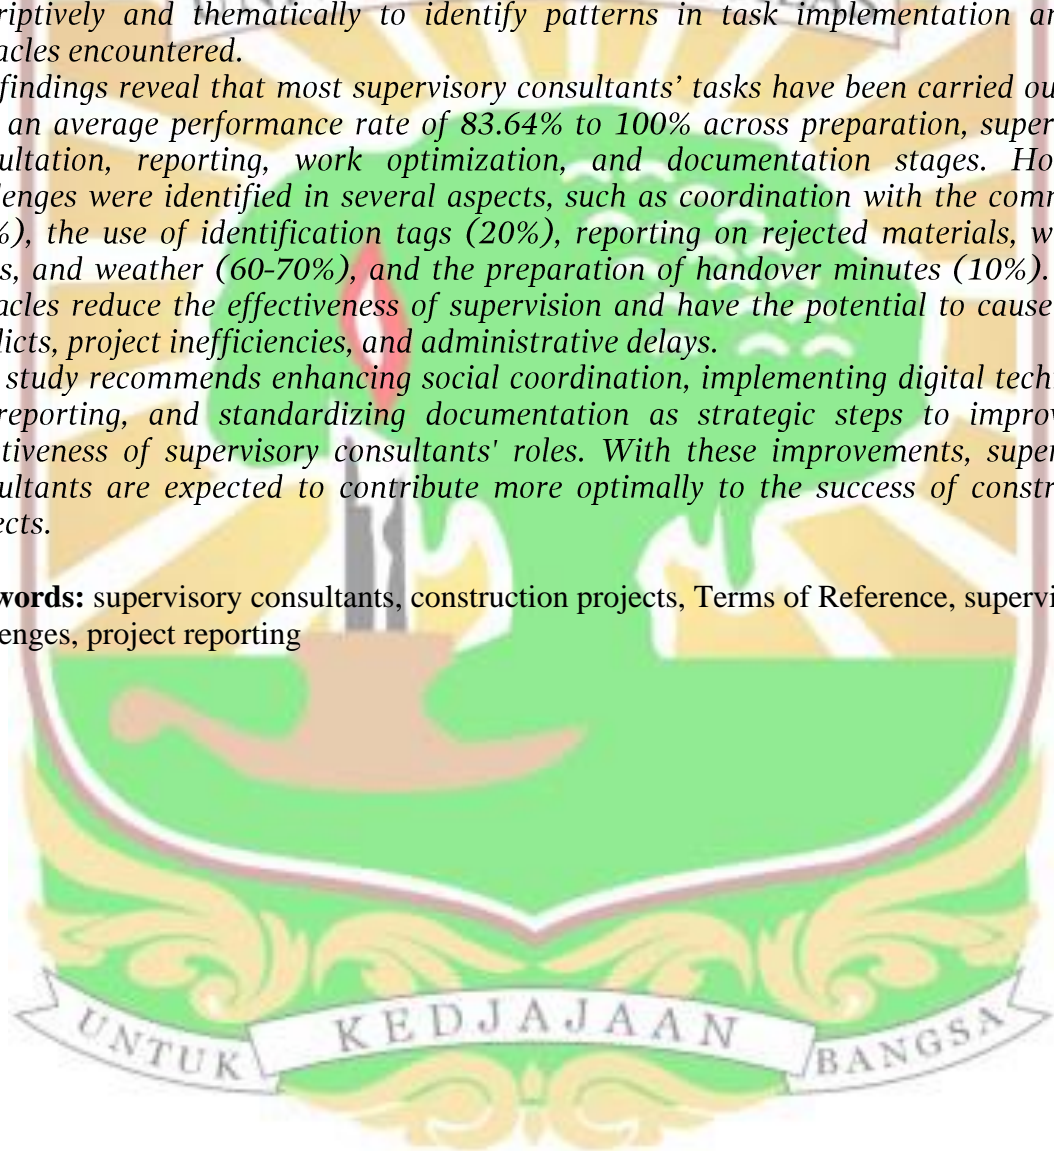 riptively and thematically to identify patterns in task implementation an
acles encountered.
findings reveal that most supervisory consultants’ tasks have been carried ou
an average performance rate of 83.64% to 100% across preparation, super
ultation, reporting, work optimization, and documentation stages. Ho
lenges were identified in several aspects, such as coordination with the comm
%), the use of identification tags (20%), reporting on rejected materials, w
s, and weather (60-70%), and the preparation of handover minutes (10%).
acles reduce the effectiveness of supervision and have the potential to cause
licts, project inefficiencies, and administrative delays.
study recommends enhancing social coordination, implementing digital tech
reporting, and standardizing documentation as strategic steps to improv
tiveness of supervisory consultants' roles. With these improvements, super
ultants are expected to contribute more optimally to the success of constr
ects.
words: supervisory consultants, construction projects, Terms of Reference, supervi
enges, project reporting
UNTUK KEDJAJAAN BANGSA